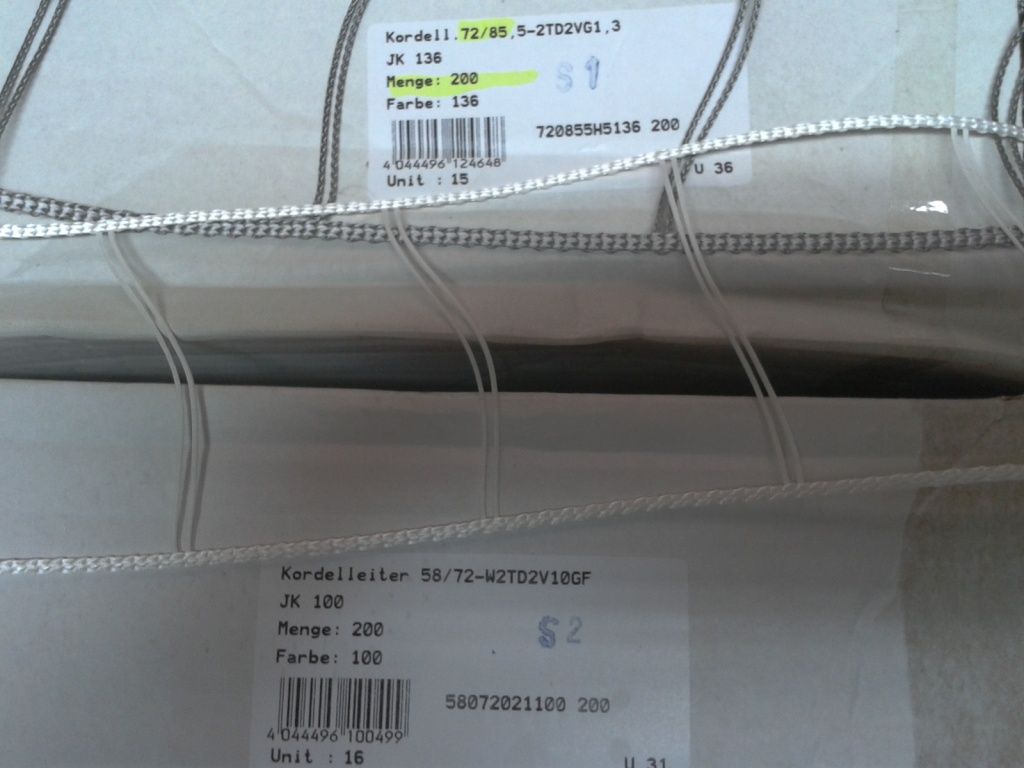 Kordell.72/85,5-2TD2VG1,3
JK 136
Menge: 200
S 1
Farbe: 136
720855H5136 200
4 044496 124648
Unit : 15
U 36
Kordelleiter 58/72-W2TD2V10GF
JK 100
Menge: 200
S2
Farbe: 100
58072021100 200
4 044496 100499
Unit : 16
U 31